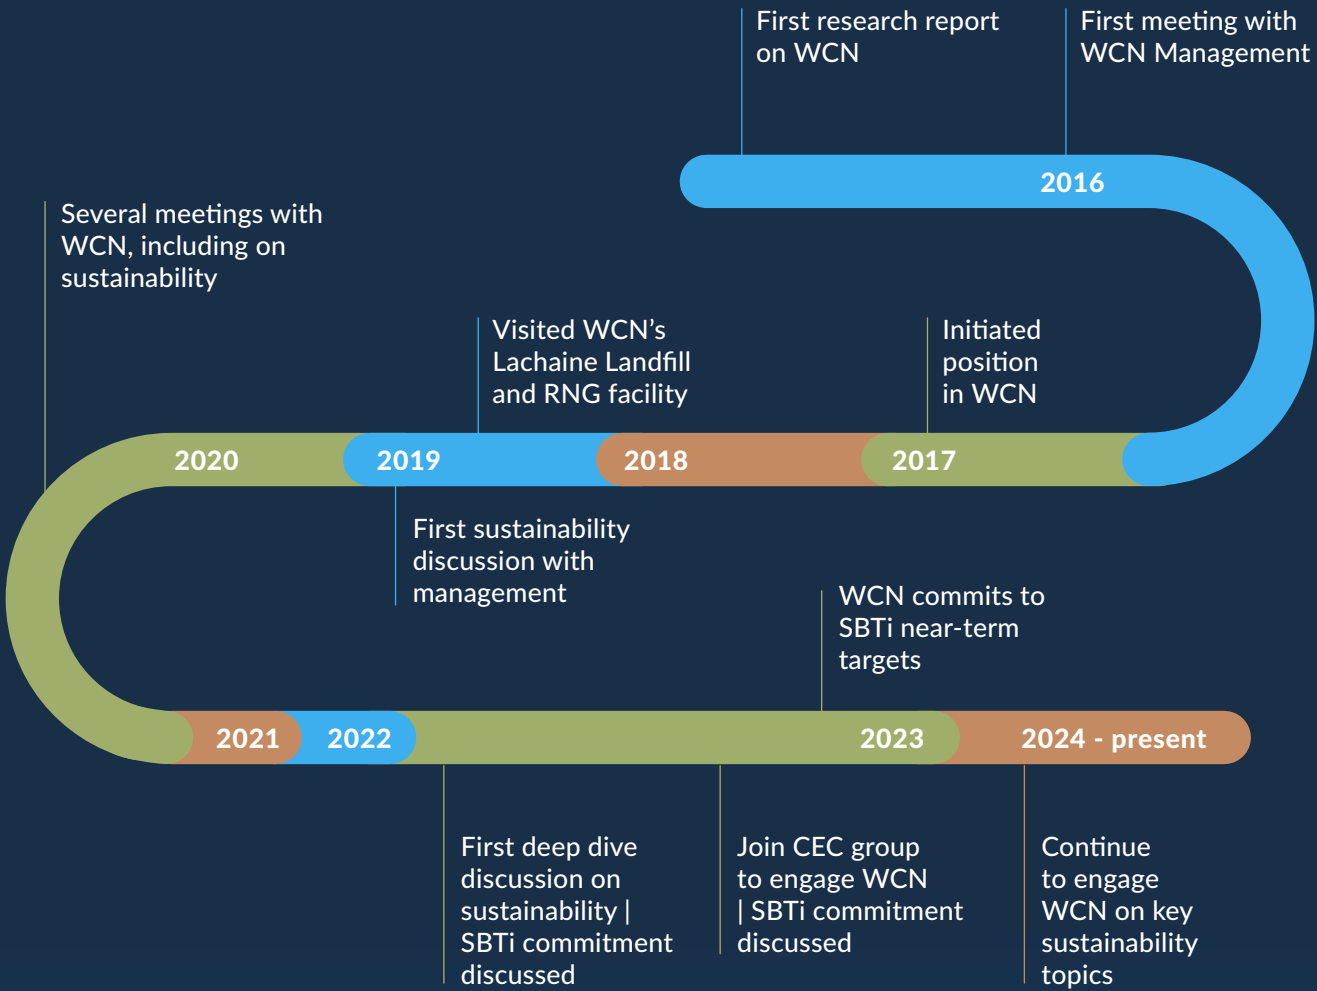 First research report
on WCN
First meeting with
WCN Management
2016
Initiated
position
in WCN
2017
2018
Visited WCN’s
Lachaine Landfill
and RNG facility
2019
First sustainability
discussion with
management
Several meetings with
WCN, including on
sustainability
2020
2021
2022
First deep dive
discussion on
sustainability |
SBTi commitment
discussed
Join CEC group
to engage WCN
| SBTi commitment
discussed
WCN commits to
SBTi near-term
targets
2023
2024 - present
Continue
to engage
WCN on key
sustainability
topics